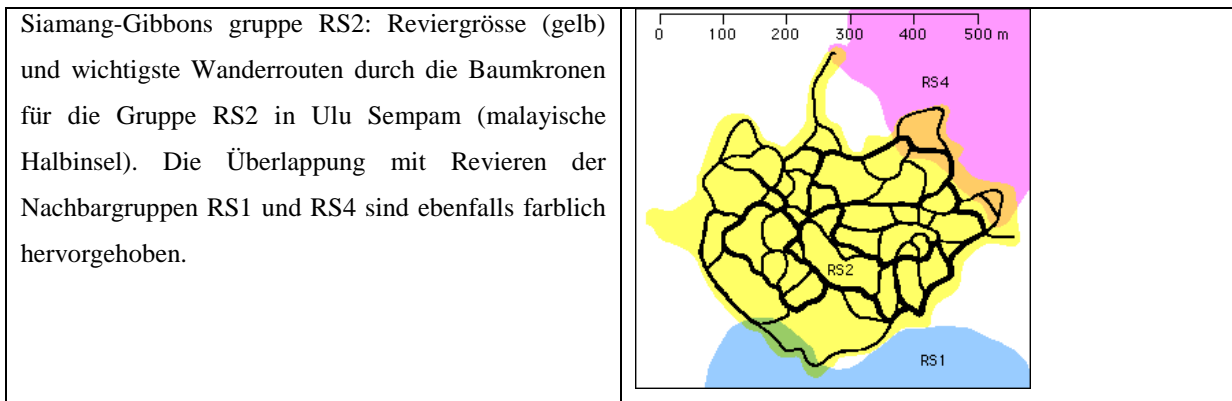 Siamang-Gibbons gruppe RS2: Reviergrösse (gelb)
und wichtigste Wanderrouten durch die Baumkronen
für die Gruppe RS2 in Ulu Sempam (malayische
Halbinsel). Die Überlappung mit Revieren der
Nachbargruppen RS1 und RS4 sind ebenfalls farblich
hervorgehoben.
0 100 200 300 400 500 m
RS4
RS2
RS1